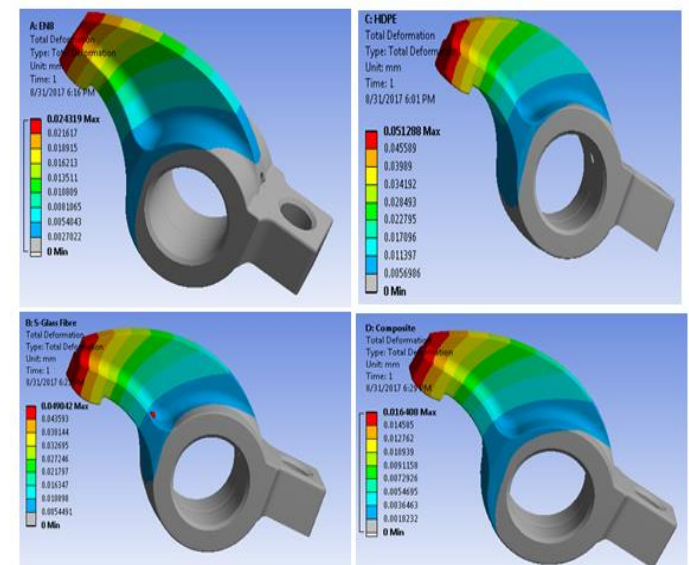 A: EN8
Total Deformation
Type: Total Deformation
Unit: mm
Time: 1
8/31/2017 6:16 PM
0.024319 Max
0.021617
0.018915
0.016213
0.013511
0.010809
0.0081065
0.0054043
0.0027022
0 Min
C: HDPE
Total Deformation
Type: Total Deformation
Unit: mm
Time: 1
8/31/2017 6:01 PM
0.051288 Max
0.045589
0.03989
0.034192
0.028493
0.022795
0.017096
0.011397
0.0056986
0 Min
B: S-Glass Fibre
Total Deformation
Type: Total Deformation
Unit: mm
Time: 1
8/31/2017
0.049042 Max
0.043593
0.038144
0.032695
0.027246
0.021797
0.016347
0.010898
0.0054491
0 Min
D: Composite
Total Deformation
Type: Total Deformation
Unit: mm
Time: 1
8/31/2017
0.016408 Max
0.014585
0.012762
0.010939
0.0091158
0.0072926
0.0054695
0.0036463
0.0018232
0 Min